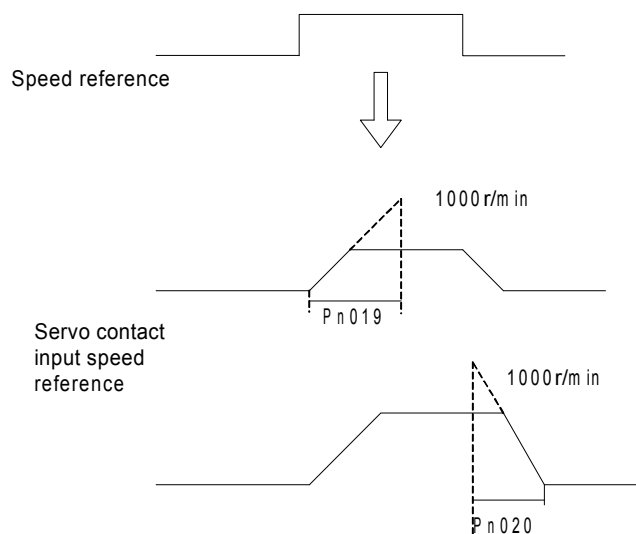 Speed reference
1000r/min
Pn019
Servo contact
input speed
reference
1000r/min
Pn020